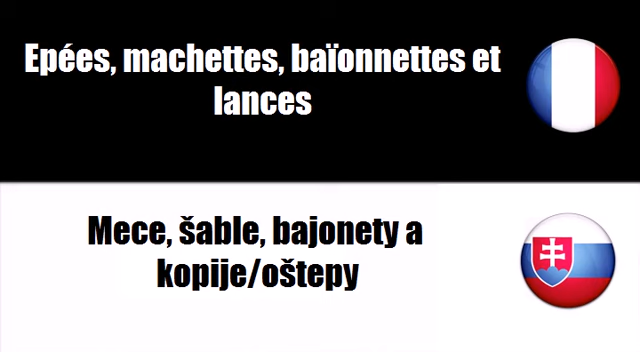 Epées, machettes, baïonnettes et
lances
Mece, šable, bajonety a
kopije/oštepy